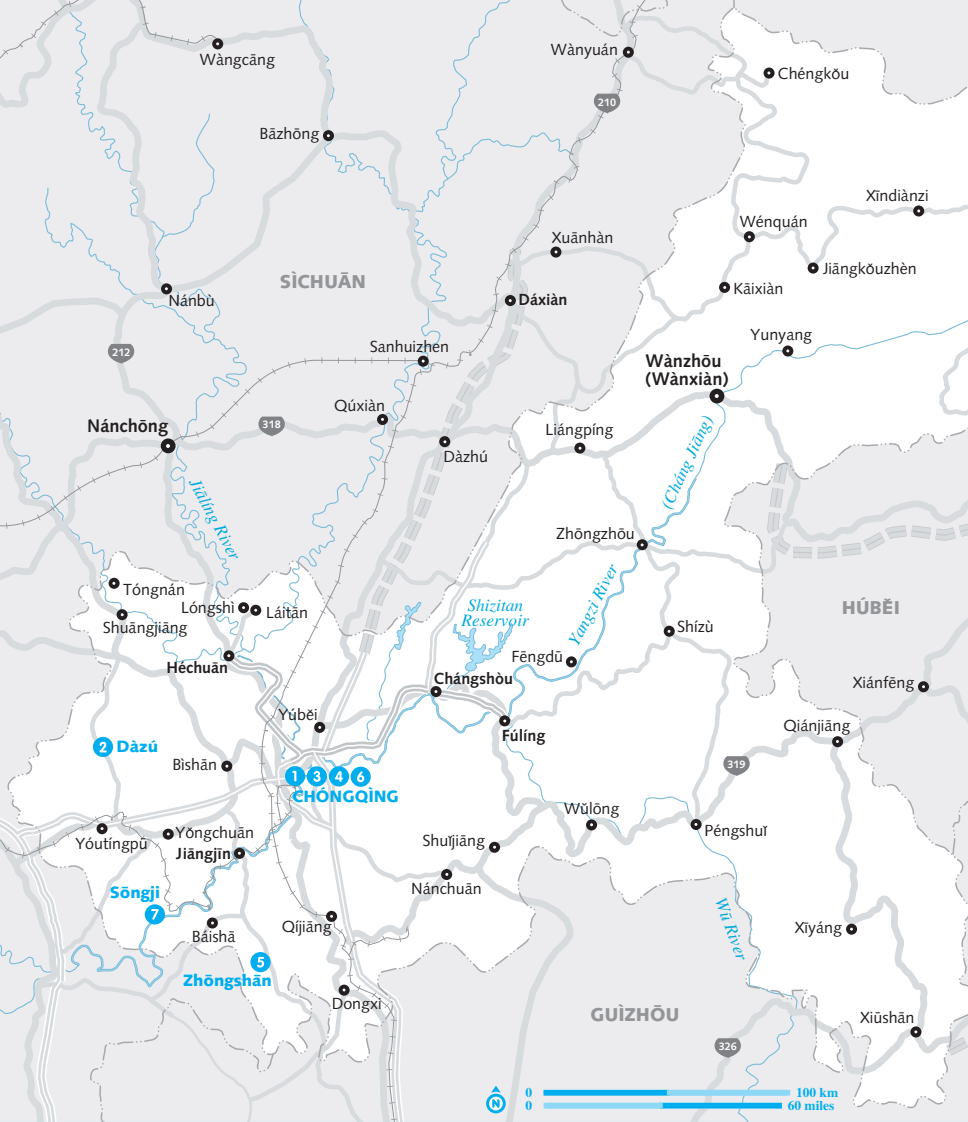 Wàngcāng
Wànyuán
Chéngkǒu
210
Bāzhōng
Xīndiànzi
Wénquán
Xuānhàn
Jiāngkǒuzhèn
SÌCHUĀN
Kāixiàn
Nánbù
Dáxiàn
Yunyang
212
Sanhuizhen
Wànzhōu
(Wànxiàn)
Qúxiàn
318
Nánchōng
Liángpíng
Dàzhú
(Cháng Jiāng)
Jiālíng River
Zhōngzhōu
Tóngnán
Lóngshì
Láitān
Shuāngjiāng
Shizitan
Reservoir
Yangzi River
HÚBĚI
Shízù
Héchuān
Fēngdū
Chángshòu
Xiánfēng
Yúběi
Fúlíng
Qiánjiāng
2 Dàzú
Bìshān
319
1 3 4 6
CHÓNGQÌNG
Wǔlōng
Yóutíngpū
Yǒngchuān
Péngshuǐ
Jiāngjīn
Shuǐjiāng
Nánchuān
Sōngji
7
Báishā
Qíjiāng
Wū River
Xīyáng
5
Zhōngshān
Dongxi
GUÌZHŌU
Xiūshān
326
N
0 100 km
0 60 miles